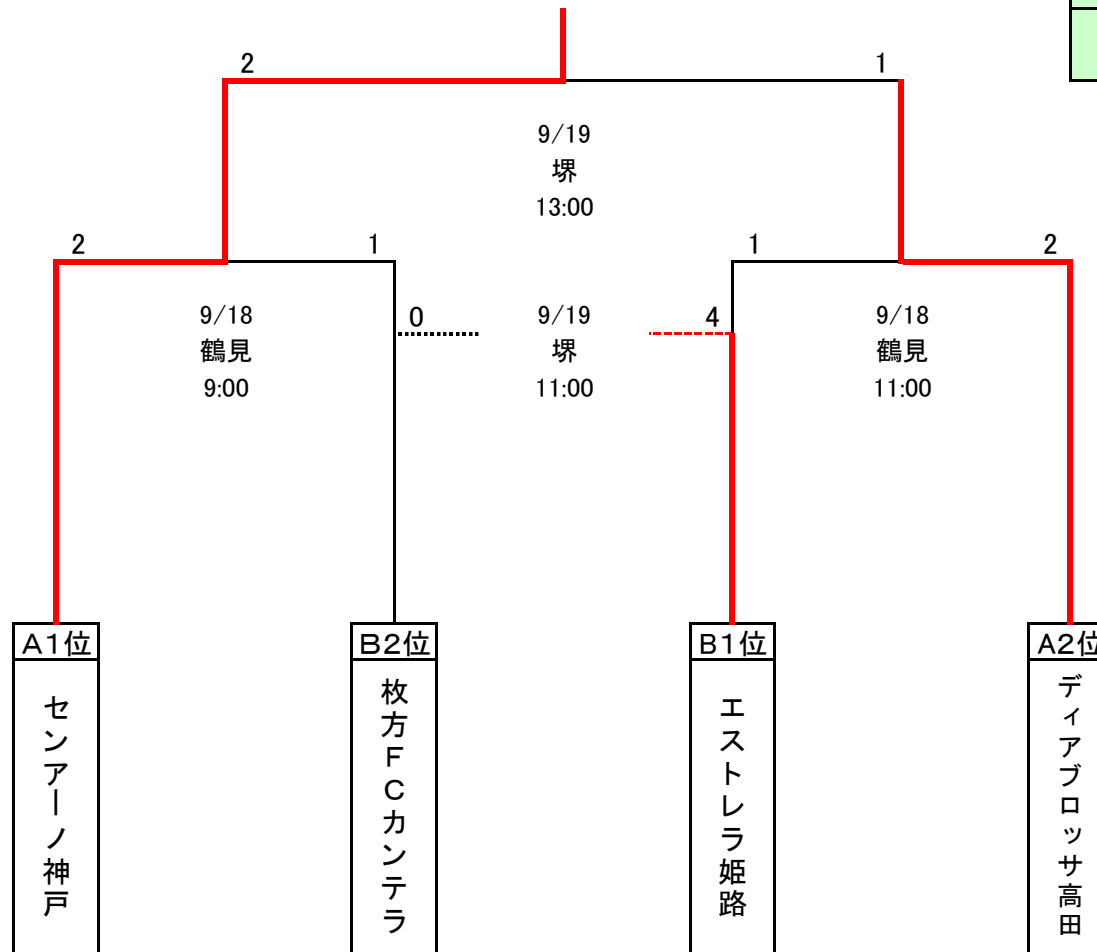 2
1
9/19
堺
13:00
2
1
1
2
9/18
鶴見
9:00
0
9/19
堺
11:00
4
9/18
鶴見
11:00
A1位
B2位
B1位
A2位
センアーノ神戸
枚方FCカンテラ
エストレラ姫路
ディアブロッサ高田